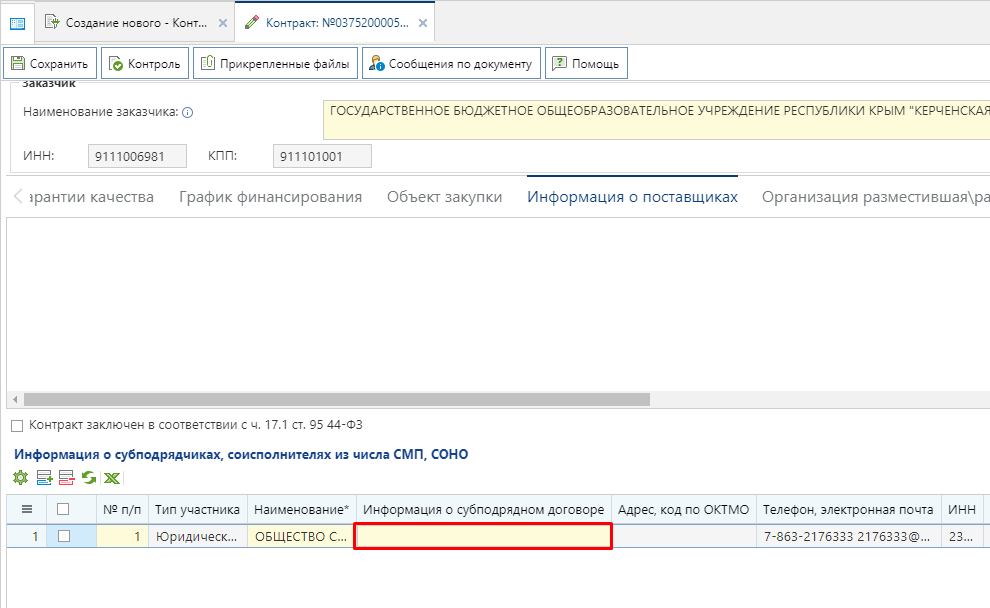 Создание нового - Конт...
Контракт: №0375200005...
Сохранить
Контроль
Прикрепленные файлы
Сообщения по документу
Помощь
Заказчик
Наименование заказчика:
ГОСУДАРСТВЕННОЕ БЮДЖЕТНОЕ ОБЩЕОБРАЗОВАТЕЛЬНОЕ УЧРЕЖДЕНИЕ РЕСПУБЛИКИ КРЫМ "КЕРЧЕНСКАЯ
ИНН: 9111006981 КПП: 911101001
арантии качества График финансирования Объект закупки Информация о поставщиках Организация разместившая\ра
Контракт заключен в соответствии с ч. 17.1 ст. 95 44-ФЗ
Информация о субподрядчиках, соисполнителях из числа СМП, СОНО
№ п/п Тип участника Наименование* Информация о субподрядном договоре Адрес, код по ОКТМО Телефон, электронная почта ИНН
1 1 Юридическ... ОБЩЕСТВО С... 7-863-2176333 2176333@... 23...